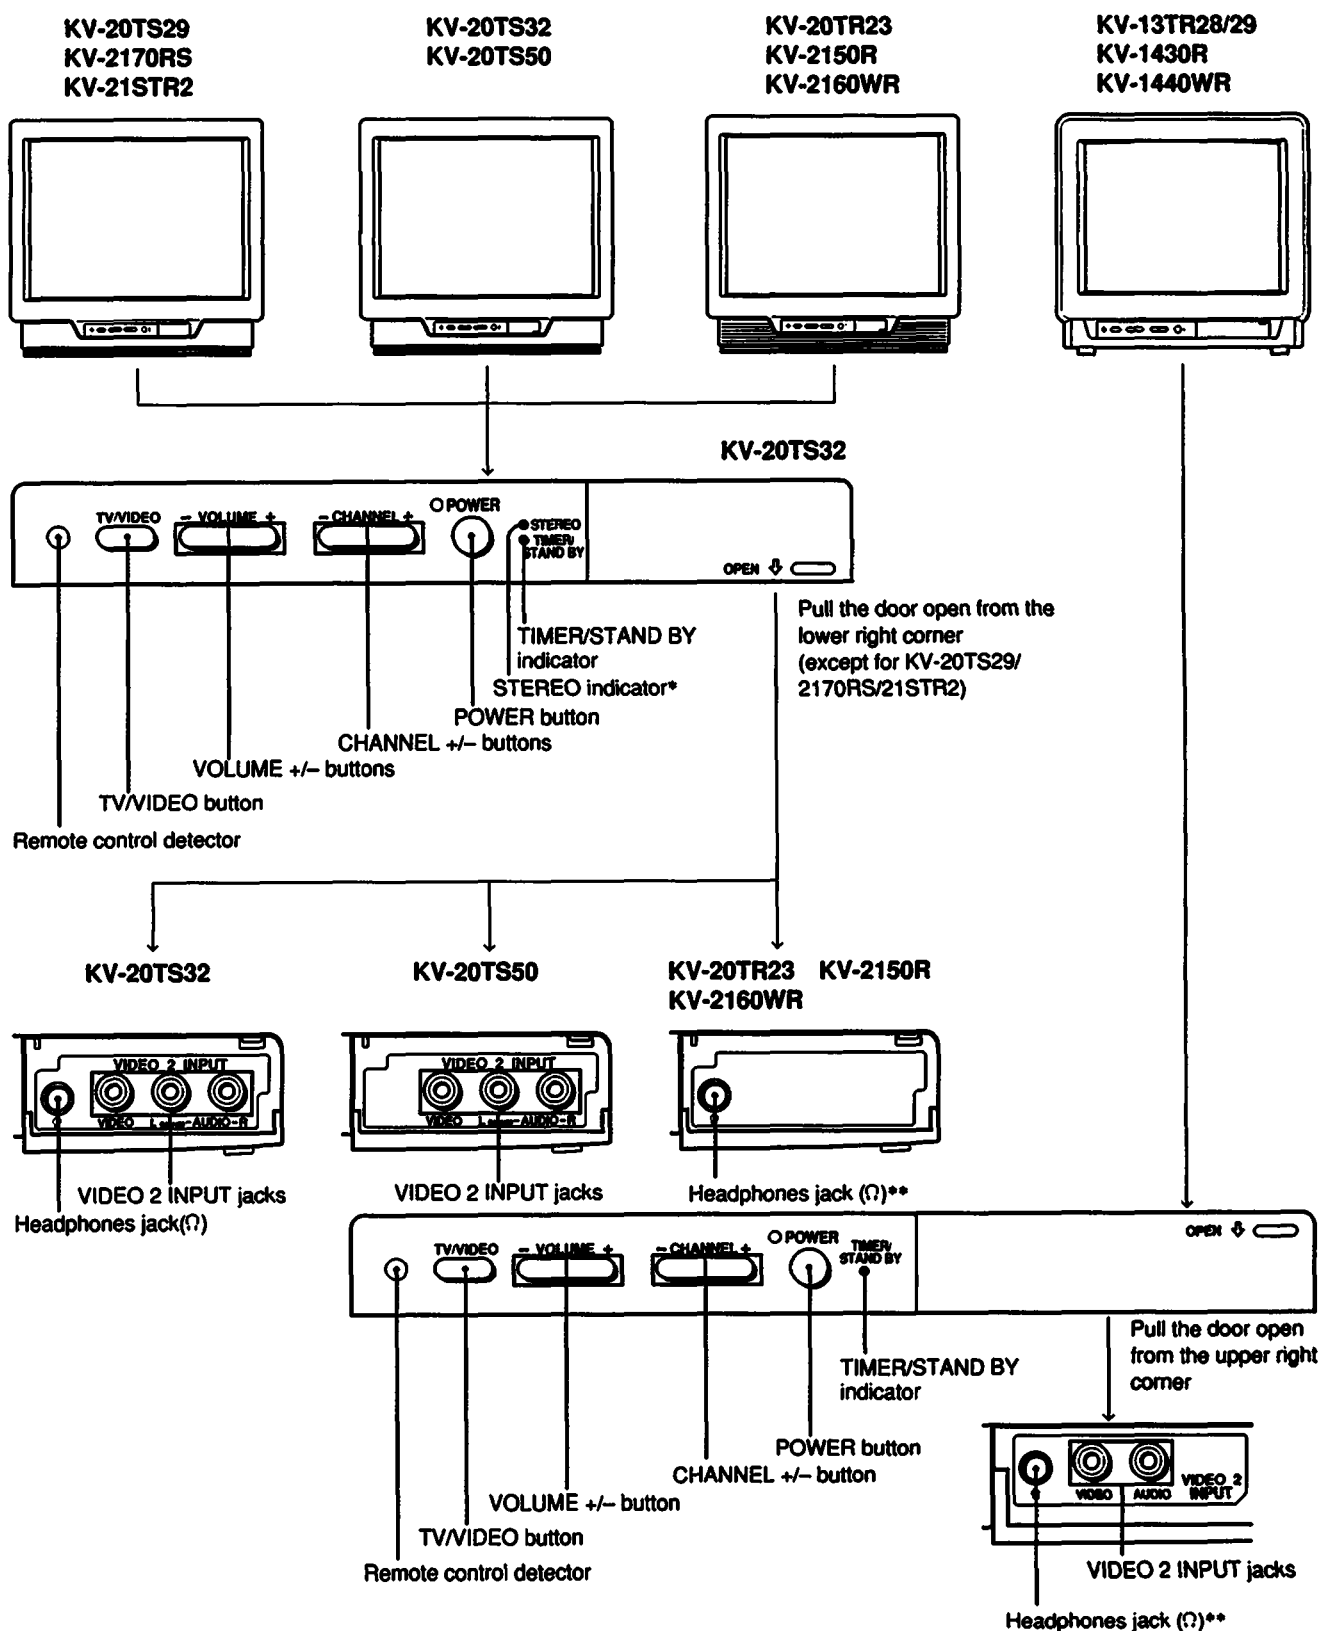 KV-20TS29
KV-2170RS
KV-21STR2
KV-20TS32
KV-20TS50
KV-20TR23
KV-2150R
KV-2160WR
KV-13TR28/29
KV-1430R
KV-1440WR
KV-20TS32
TV/VIDEO
– VOLUME +
– CHANNEL +
POWER
STEREO
TIMER/
STAND BY
OPEN
TIMER/STAND BY
indicator
STEREO indicator*
POWER button
CHANNEL +/– buttons
VOLUME +/– buttons
TV/VIDEO button
Remote control detector
Pull the door open from the
lower right corner
(except for KV-20TS29/
2170RS/21STR2)
KV-20TS32
KV-20TS50
KV-20TR23 KV-2150R
KV-2160WR
VIDEO 2 INPUT
VIDEO L -AUDIO-R
VIDEO 2 INPUT jacks
Headphones jack(Ω)
VIDEO 2 INPUT
VIDEO L -AUDIO-R
VIDEO 2 INPUT jacks
Headphones jack (Ω)**
TV/VIDEO
– VOLUME +
– CHANNEL +
POWER
TIMER/
STAND BY
OPEN
TIMER/STAND BY
indicator
POWER button
CHANNEL +/– button
VOLUME +/– button
TV/VIDEO button
Remote control detector
Pull the door open
from the upper right
corner
VIDEO AUDIO
VIDEO 2
INPUT
VIDEO 2 INPUT jacks
Headphones jack (Ω)**